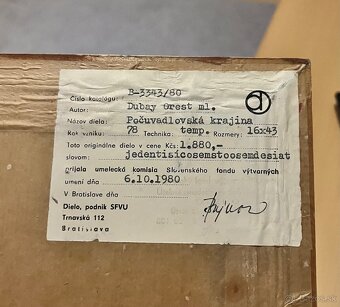 Číslo katalógu: B-3343/80
Autor: Dubay Orest ml.
Názov diela: Počuvadlovská krajina
Rok vzniku: 78 Technika: temp. Rozmery: 16x43
Toto originálne dielo v cene Kčs 1.880,-
slovom: jedentisícosemstoosemdesiat
prijala umelecká komisia Slovenského fondu výtvarných
umení dňa 6.10.1980
V Bratislave dňa
Dielo, podnik SFVU
Trnavská 112
Bratislava